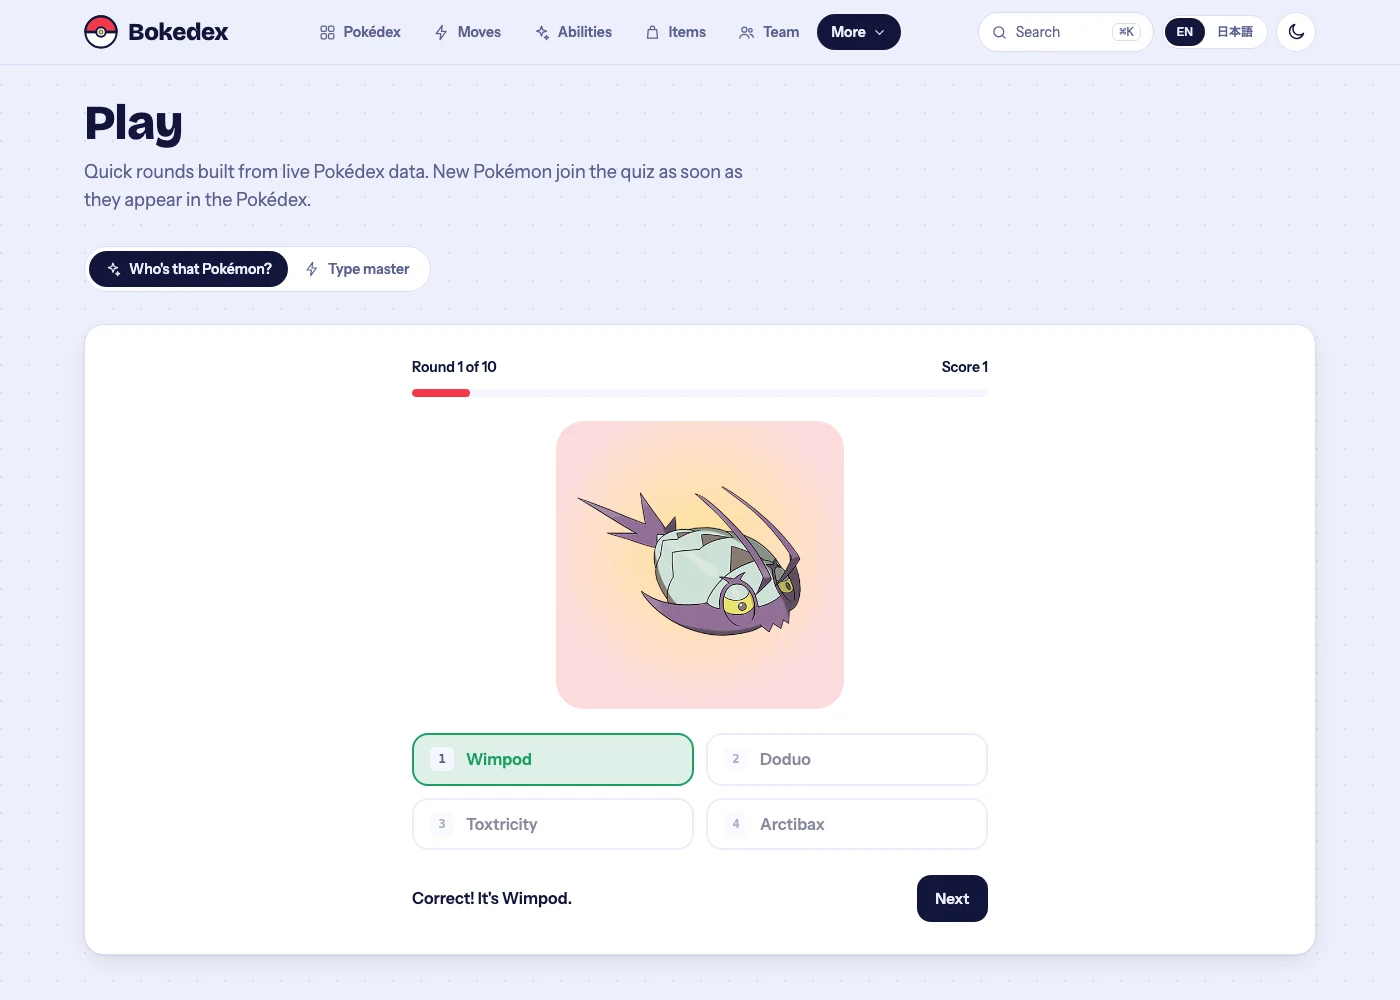 Bokedex
Pokédex
Moves
Abilities
Items
Team
More
Search
⌘K
EN
日本語
Play
Quick rounds built from live Pokédex data. New Pokémon join the quiz as soon as
they appear in the Pokédex.
Who's that Pokémon?
Type master
Round 1 of 10
Score 1
1 Wimpod
2 Doduo
3 Toxtricity
4 Arctibax
Correct! It's Wimpod.
Next